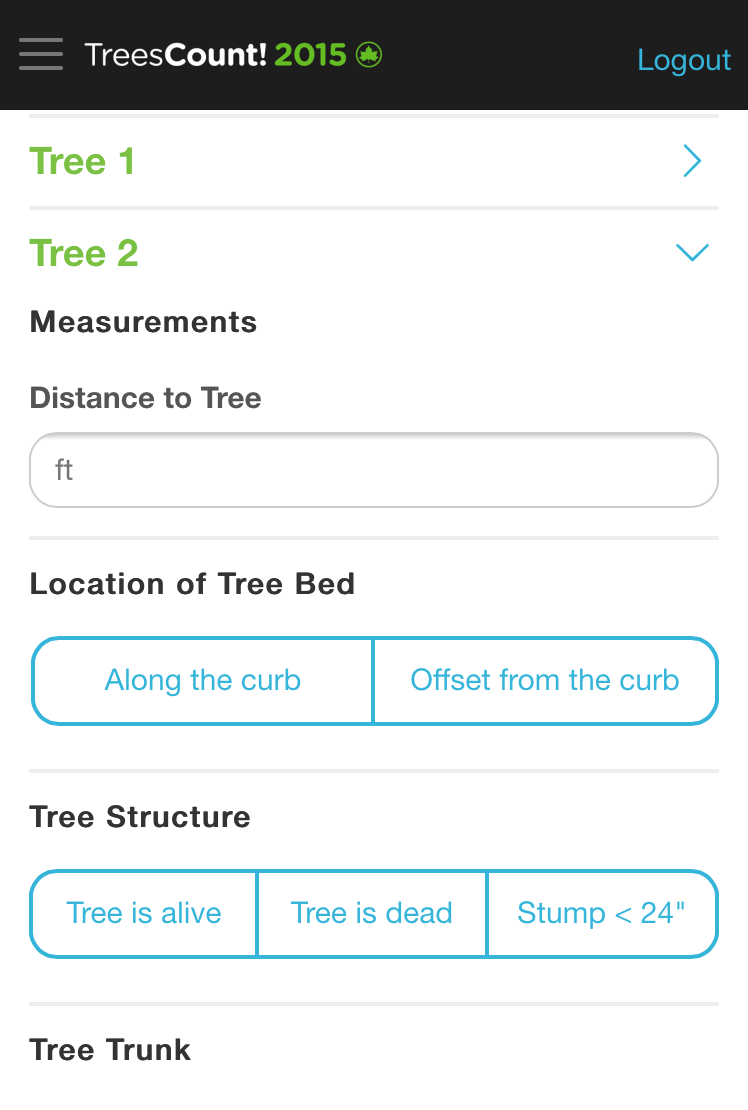 TreesCount! 2015
Logout
Tree 1
Tree 2
Measurements
Distance to Tree
ft
Location of Tree Bed
Along the curb
Offset from the curb
Tree Structure
Tree is alive
Tree is dead
Stump < 24"
Tree Trunk